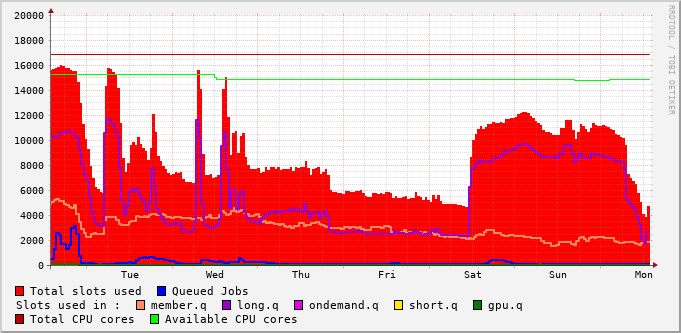 RRDTOOL / TOBI OETIKER
20000
18000
16000
14000
12000
10000
8000
6000
4000
2000
0
Tue Wed Thu Fri Sat Sun Mon
Total slots used Queued Jobs
Slots used in : member.q long.q ondemand.q short.q gpu.q
Total CPU cores Available CPU cores